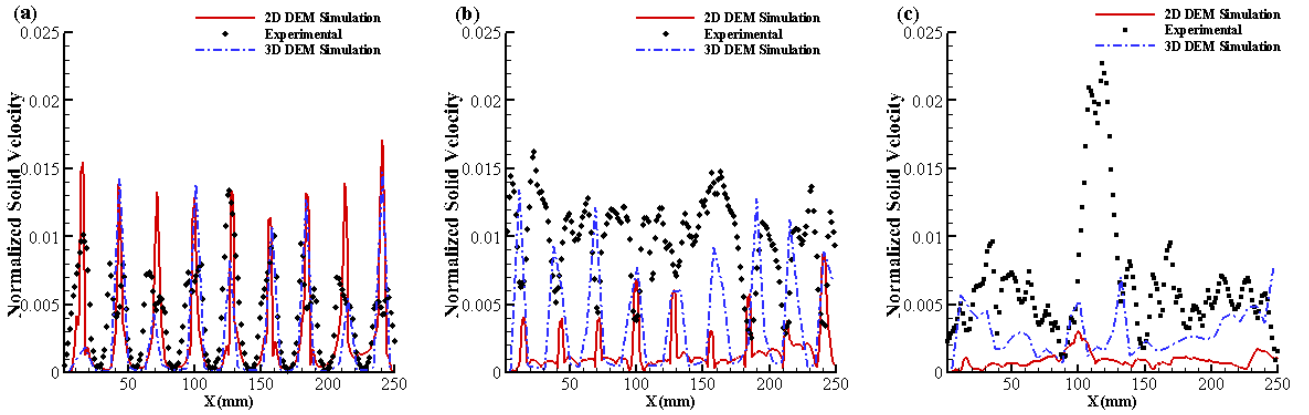 (a)
2D DEM Simulation
Experimental
3D DEM Simulation
0.025
0.02
0.015
0.01
0.005
0
Normalized Solid Velocity
50
100
150
200
250
X (mm)
(b)
2D DEM Simulation
Experimental
3D DEM Simulation
0.025
0.02
0.015
0.01
0.005
0
Normalized Solid Velocity
50
100
150
200
250
X (mm)
(c)
2D DEM Simulation
Experimental
3D DEM Simulation
0.025
0.02
0.015
0.01
0.005
0
Normalized Solid Velocity
50
100
150
200
250
X (mm)